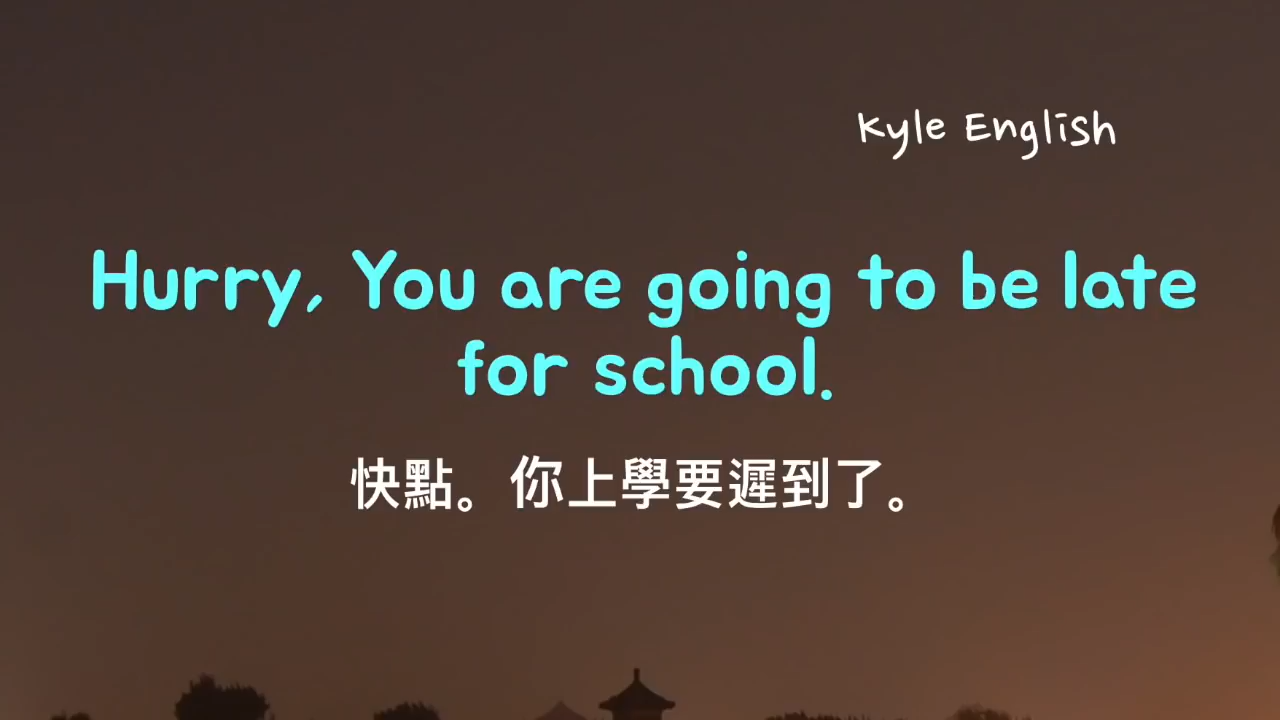 Kyle English
Hurry, You are going to be late
for school.
快點。你上學要遲到了。